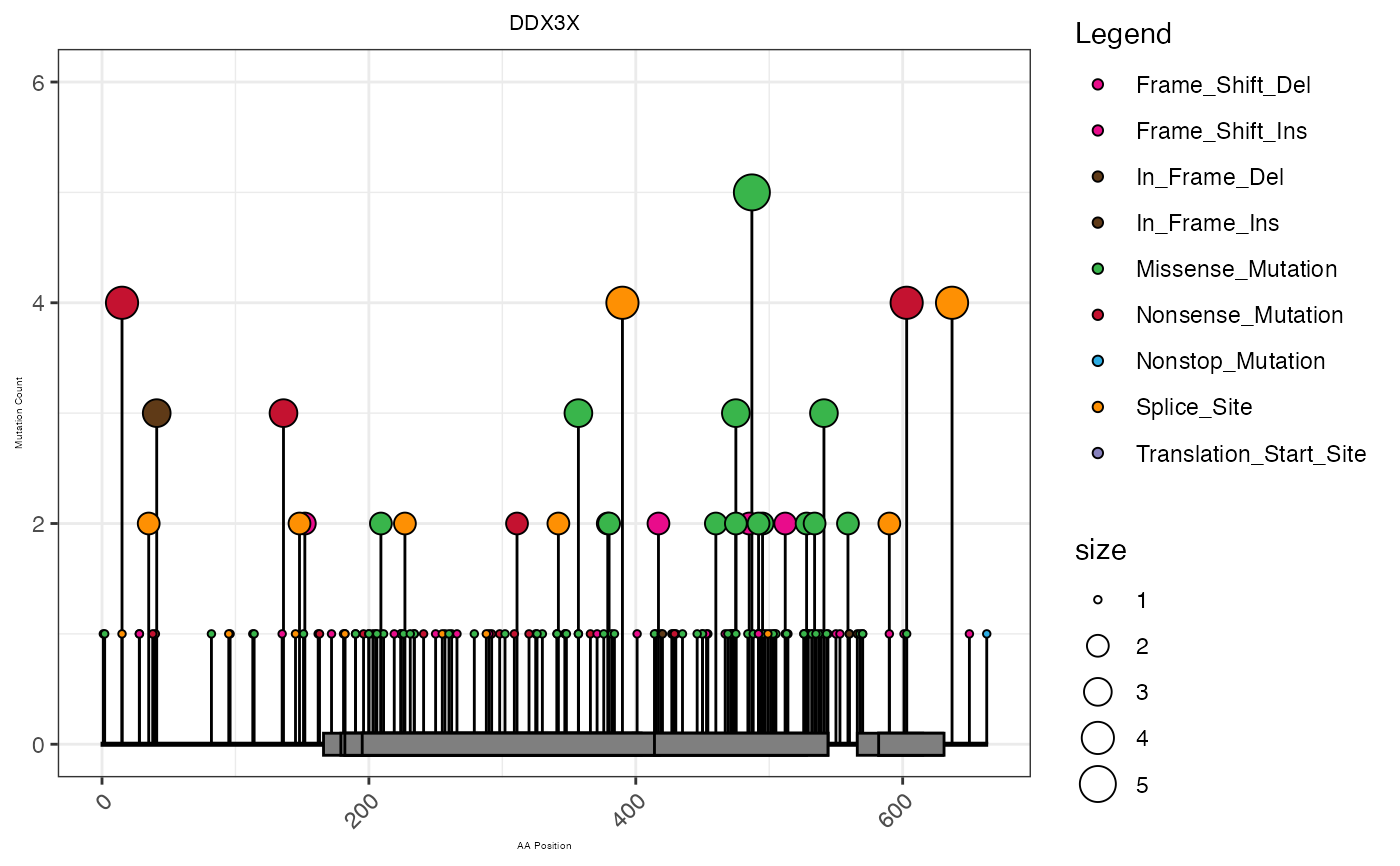 DDX3X
6
4
2
0
Mutation Count
0
200
400
600
AA Position
Legend
Frame_Shift_Del
Frame_Shift_Ins
In_Frame_Del
In_Frame_Ins
Missense_Mutation
Nonsense_Mutation
Nonstop_Mutation
Splice_Site
Translation_Start_Site
size
1
2
3
4
5